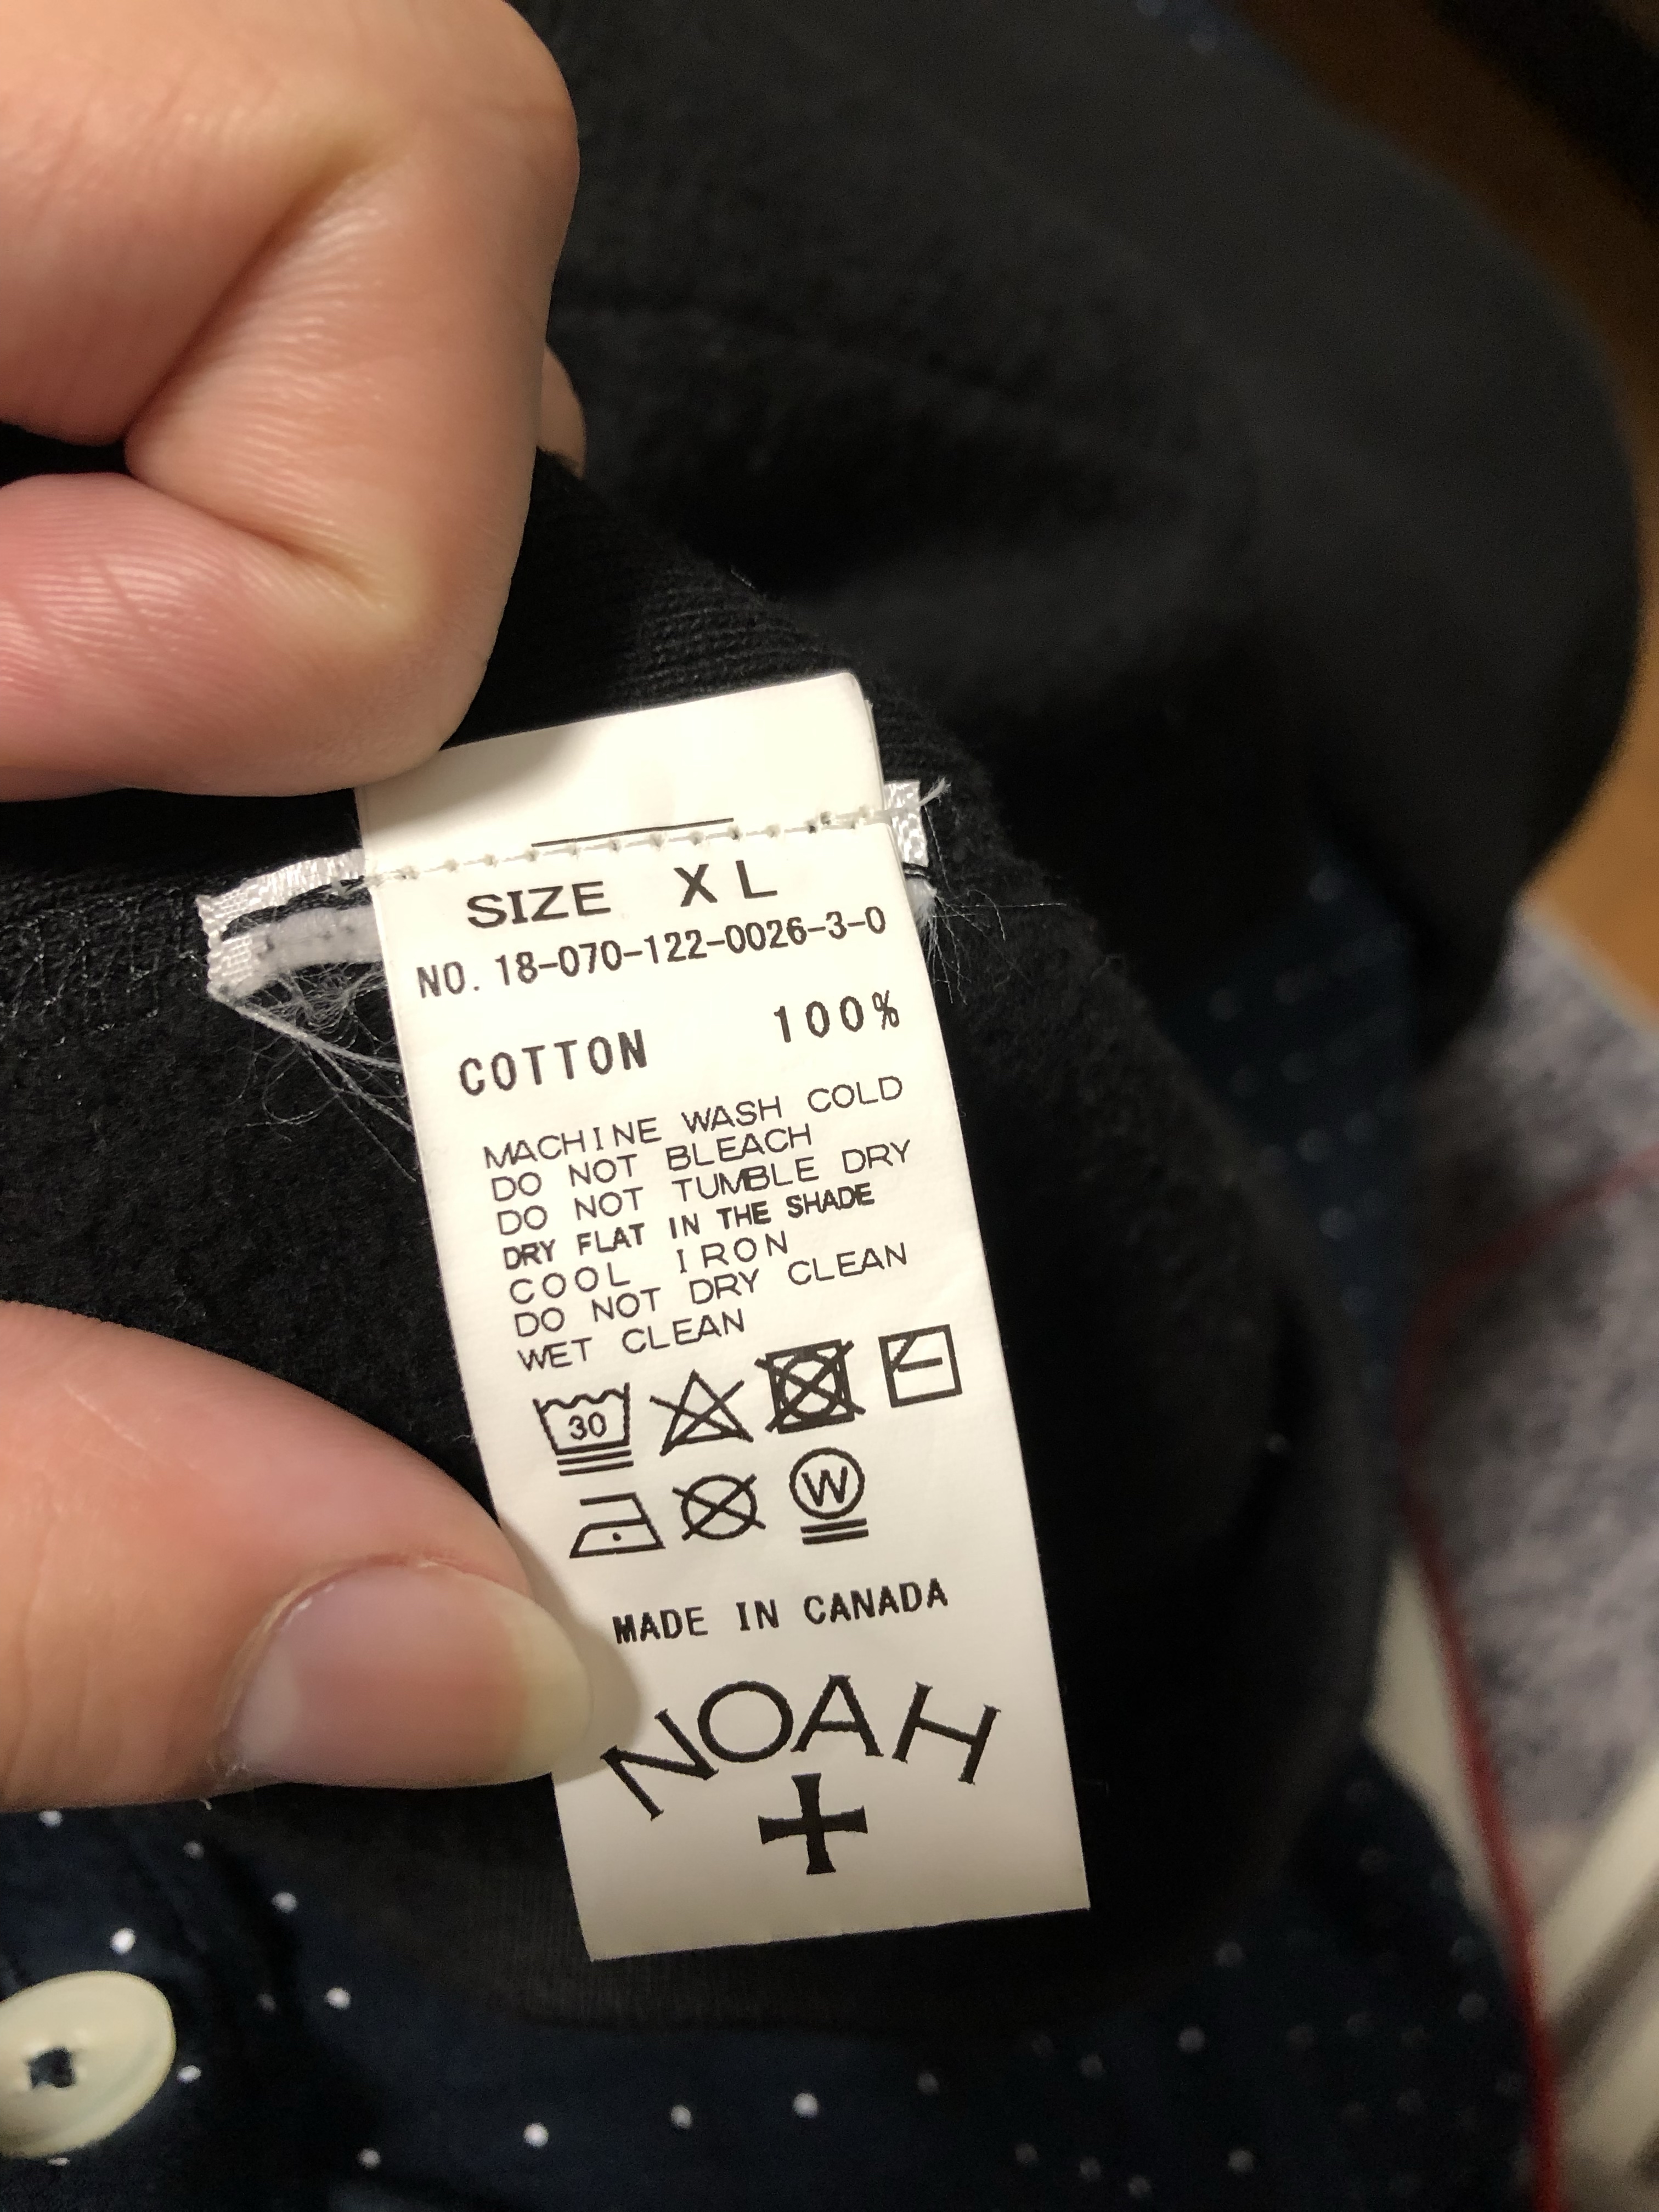 SIZE XL
NO. 18-070-122-0026-3-0
COTTON 100%
MACHINE WASH COLD
DO NOT BLEACH
DO NOT TUMBLE DRY
DRY FLAT IN THE SHADE
COOL IRON
DO NOT DRY CLEAN
WET CLEAN
30
W
MADE IN CANADA
NOAH